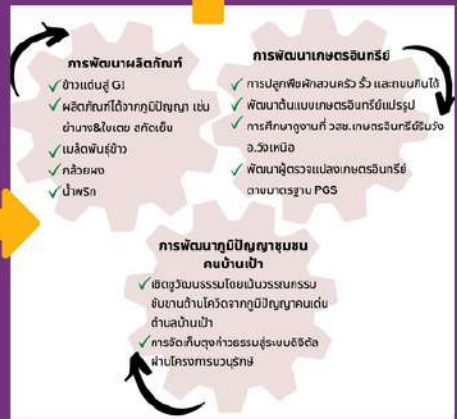 การพัฒนาผลิตภัณฑ์
ข้าวแต๋นสู่ GI
ผลิตภัณฑ์ได้จากภูมิปัญญา เช่น
ย่านาง&ใบเตย สกัดเย็น
เมล็ดพันธุ์ข้าว
กล้วยผง
น้ำพริก
การพัฒนาเกษตรอินทรีย์
การปลูกพืชผักสวนครัว รั้ว และถนนกินได้
พัฒนาต้นแบบเกษตรอินทรีย์แปรรูป
การศึกษาดูงานที่ วสช.เกษตรอินทรีย์ริมวัง
อ.วังเหนือ
พัฒนาผู้ตรวจแปลงเกษตรอินทรีย์
ตามมาตรฐาน PGS
การพัฒนาภูมิปัญญาชุมชน
คนบ้านเป้า
เชิดชูวัฒนธรรมโดยเน้นวรรณกรรม
ขับขานต้านโควิดจากภูมิปัญญาคนเด่น
ตำบลบ้านเป้า
การจัดเก็บตุงก้าวธรรมสู่ระบบดิจิตัล
ผ่านโครงการยุวนุรักษ์